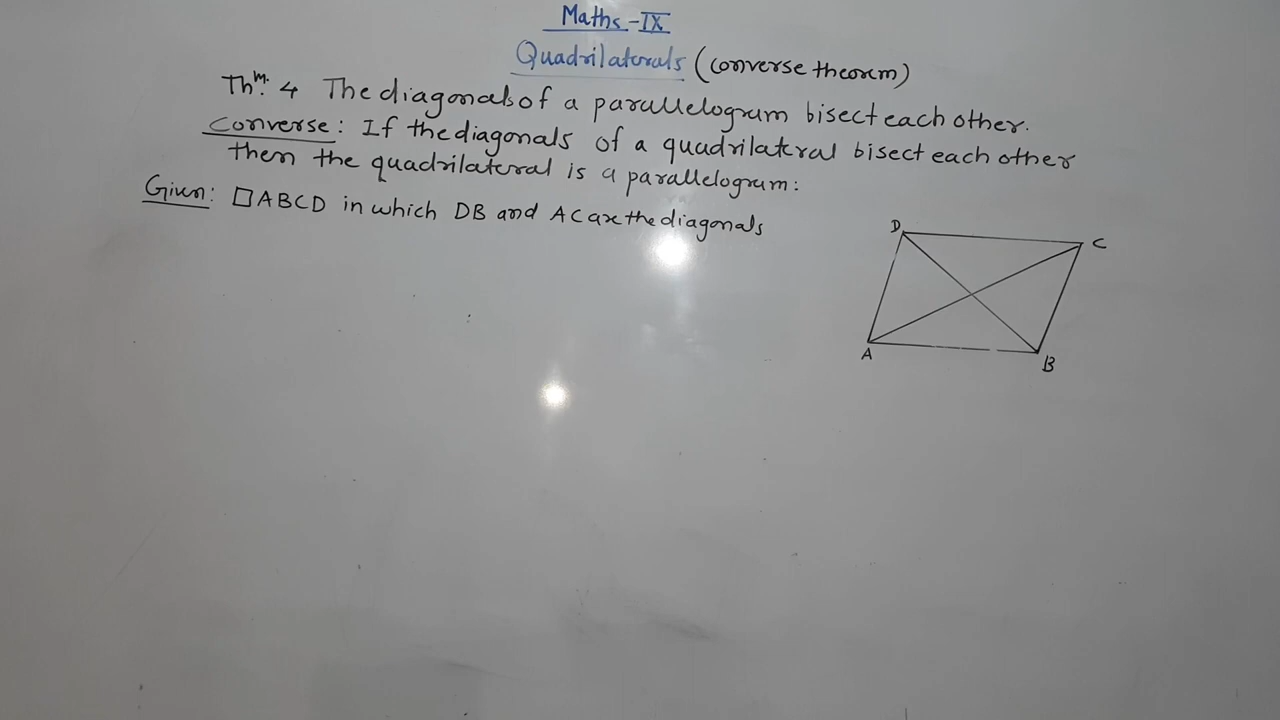 Maths-IX
Quadrilaterals (converse theorem)
Thm. 4 The diagonals of a parallelogram bisect each other.
Converse: If the diagonals of a quadrilateral bisect each other
then the quadrilateral is a parallelogram:
Given: □ABCD in which DB and AC are the diagonals
D
C
A
B